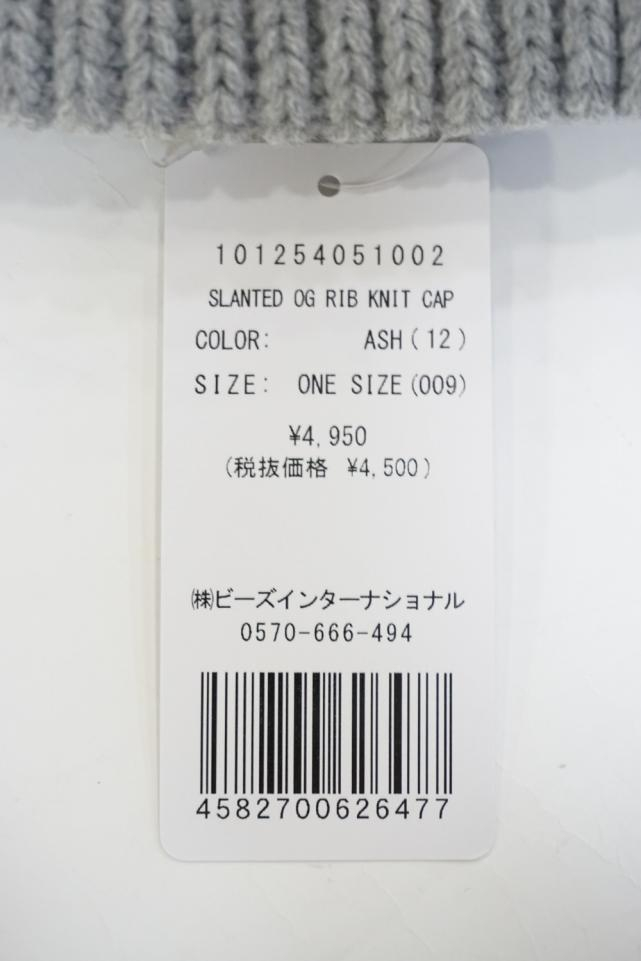 101254051002
SLANTED OG RIB KNIT CAP
COLOR: ASH(12)
SIZE: ONE SIZE(009)
¥4,950
(税抜価格 ¥4,500)
㈱ビーズインターナショナル
0570-666-494
4582700626477